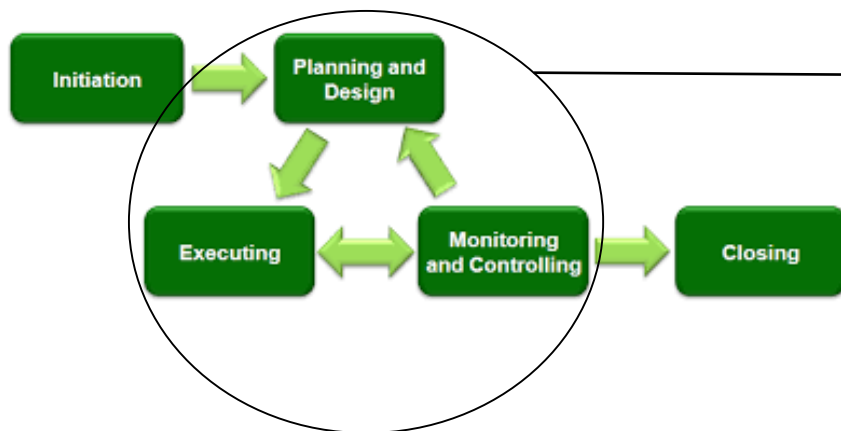 Initiation
Planning and
Design
Executing
Monitoring
and Controlling
Closing